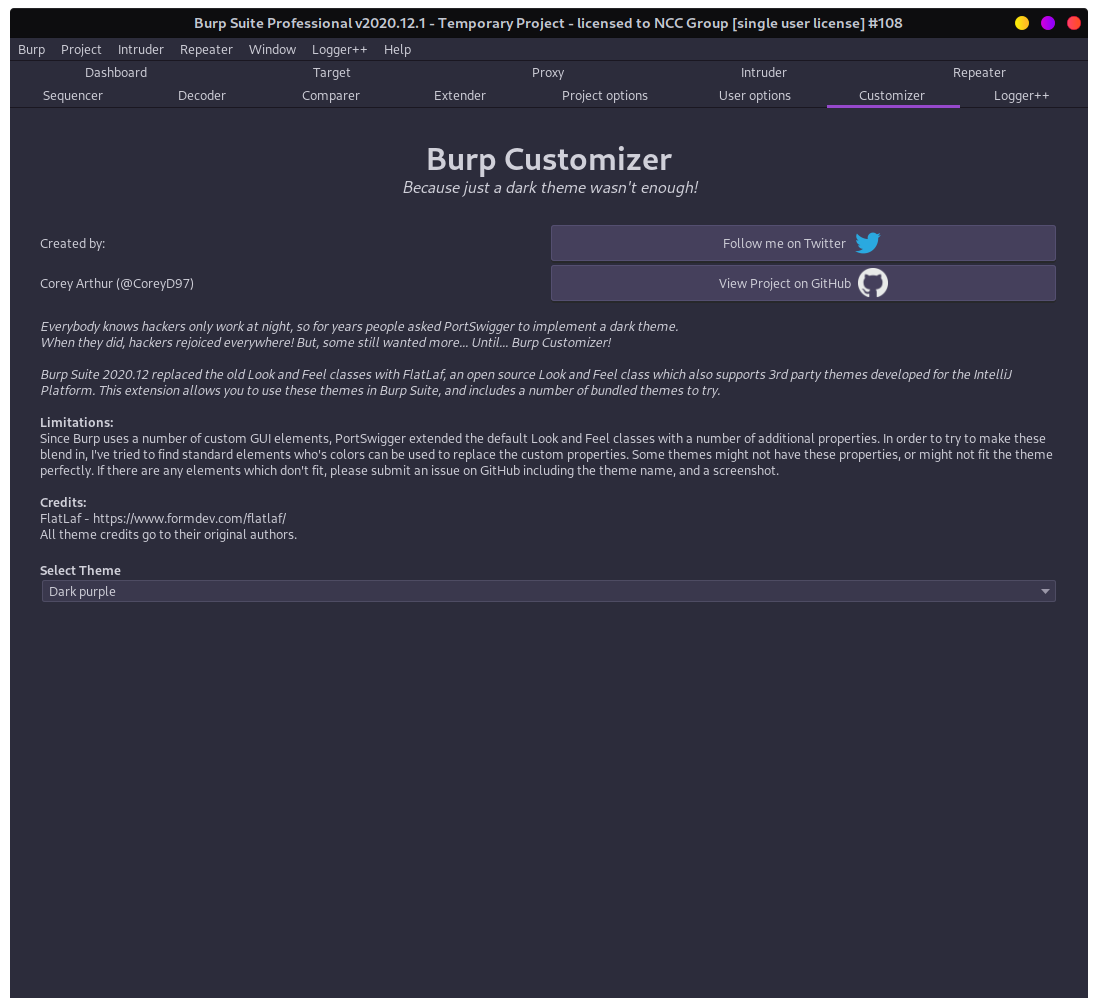 Burp Suite Professional v2020.12.1 - Temporary Project - licensed to NCC Group [single user license] #108
Burp Project Intruder Repeater Window Logger++ Help
Dashboard Target Proxy Intruder Repeater
Sequencer Decoder Comparer Extender Project options User options Customizer Logger++
Burp Customizer
Because just a dark theme wasn't enough!
Created by:
Follow me on Twitter
Corey Arthur (@CoreyD97)
View Project on GitHub
Everybody knows hackers only work at night, so for years people asked PortSwigger to implement a dark theme.
When they did, hackers rejoiced everywhere! But, some still wanted more... Until... Burp Customizer!
Burp Suite 2020.12 replaced the old Look and Feel classes with FlatLaf, an open source Look and Feel class which also supports 3rd party themes developed for the IntelliJ
Platform. This extension allows you to use these themes in Burp Suite, and includes a number of bundled themes to try.
Limitations:
Since Burp uses a number of custom GUI elements, PortSwigger extended the default Look and Feel classes with a number of additional properties. In order to try to make these
blend in, I've tried to find standard elements who's colors can be used to replace the custom properties. Some themes might not have these properties, or might not fit the theme
perfectly. If there are any elements which don't fit, please submit an issue on GitHub including the theme name, and a screenshot.
Credits:
FlatLaf - https://www.formdev.com/flatlaf/
All theme credits go to their original authors.
Select Theme
Dark purple